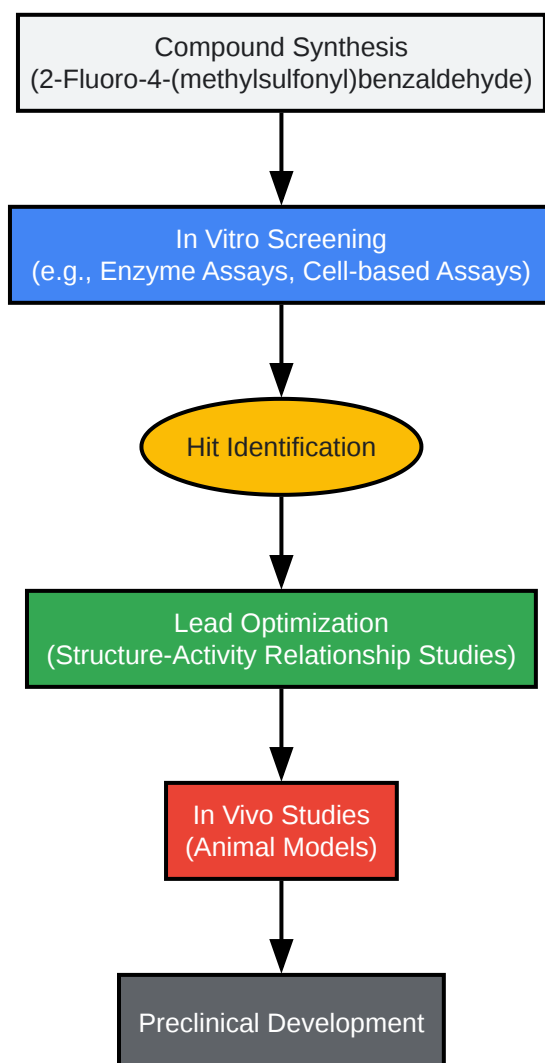 Compound Synthesis
(2-Fluoro-4-(methylsulfonyl)benzaldehyde)
In Vitro Screening
(e.g., Enzyme Assays, Cell-based Assays)
Hit Identification
Lead Optimization
(Structure-Activity Relationship Studies)
In Vivo Studies
(Animal Models)
Preclinical Development